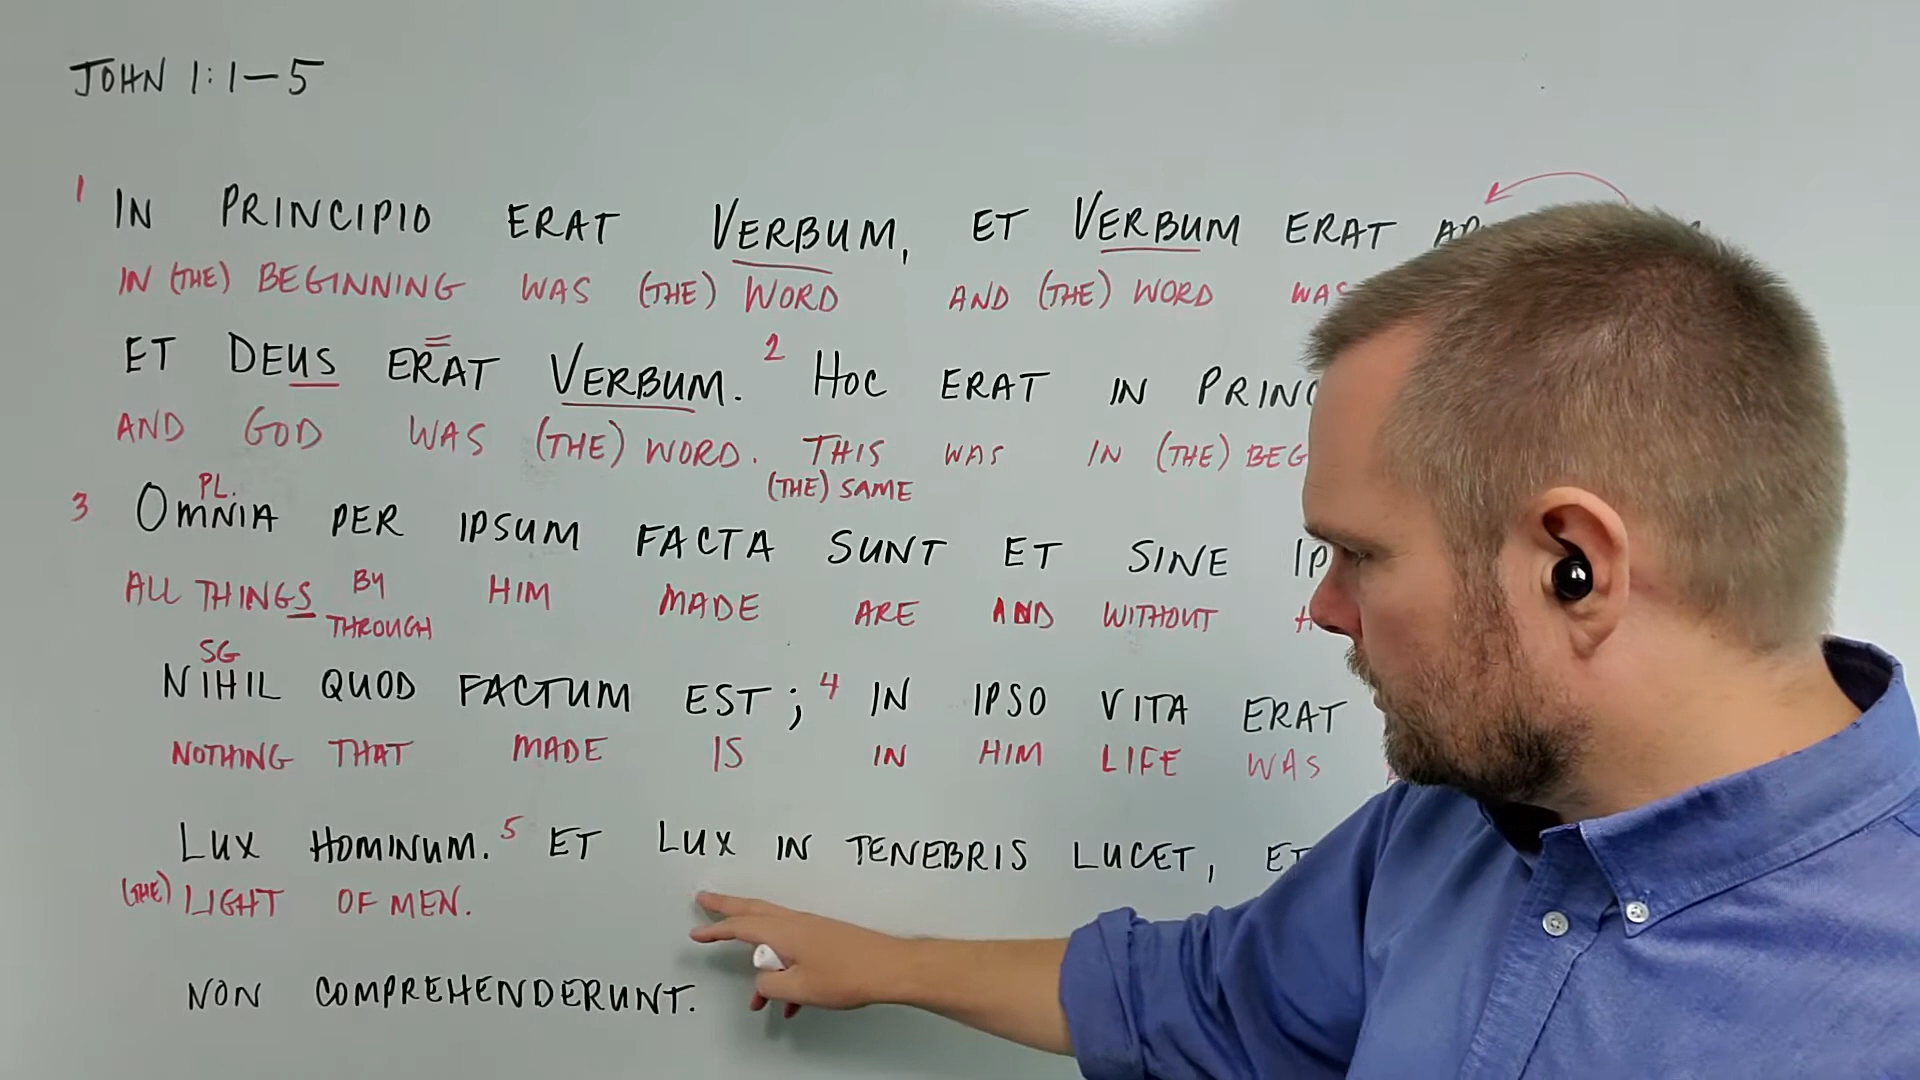 JOHN 1:1—5
1 IN PRINCIPIO ERAT VERBUM, ET VERBUM ERAT
IN (THE) BEGINNING WAS (THE) WORD AND (THE) WORD WAS
ET DEUS ERAT VERBUM. 2 HOC ERAT IN
AND GOD WAS (THE) WORD. THIS WAS IN (THE)
(THE) SAME
PL.
3 OMNIA PER IPSUM FACTA SUNT ET SINE
ALL THINGS BY HIM MADE ARE AND WITHOUT
THROUGH
SG
NIHIL QUOD FACTUM EST; 4 IN IPSO VITA ERAT
NOTHING THAT MADE IS IN HIM LIFE WAS
LUX HOMINUM. 5 ET LUX IN TENEBRIS LUCET, ET
(THE) LIGHT OF MEN.
NON COMPREHENDERUNT.